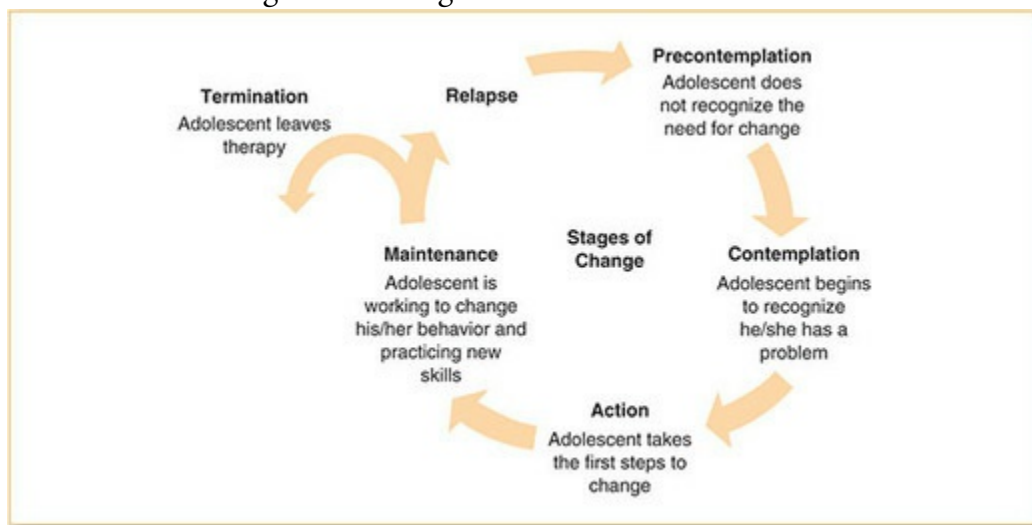 Precontemplation
Adolescent does
not recognize the
need for change
Termination
Adolescent leaves
therapy
Relapse
Stages of
Change
Maintenance
Adolescent is
working to change
his/her behavior and
practicing new
skills
Contemplation
Adolescent begins
to recognize
he/she has a
problem
Action
Adolescent takes
the first steps to
change